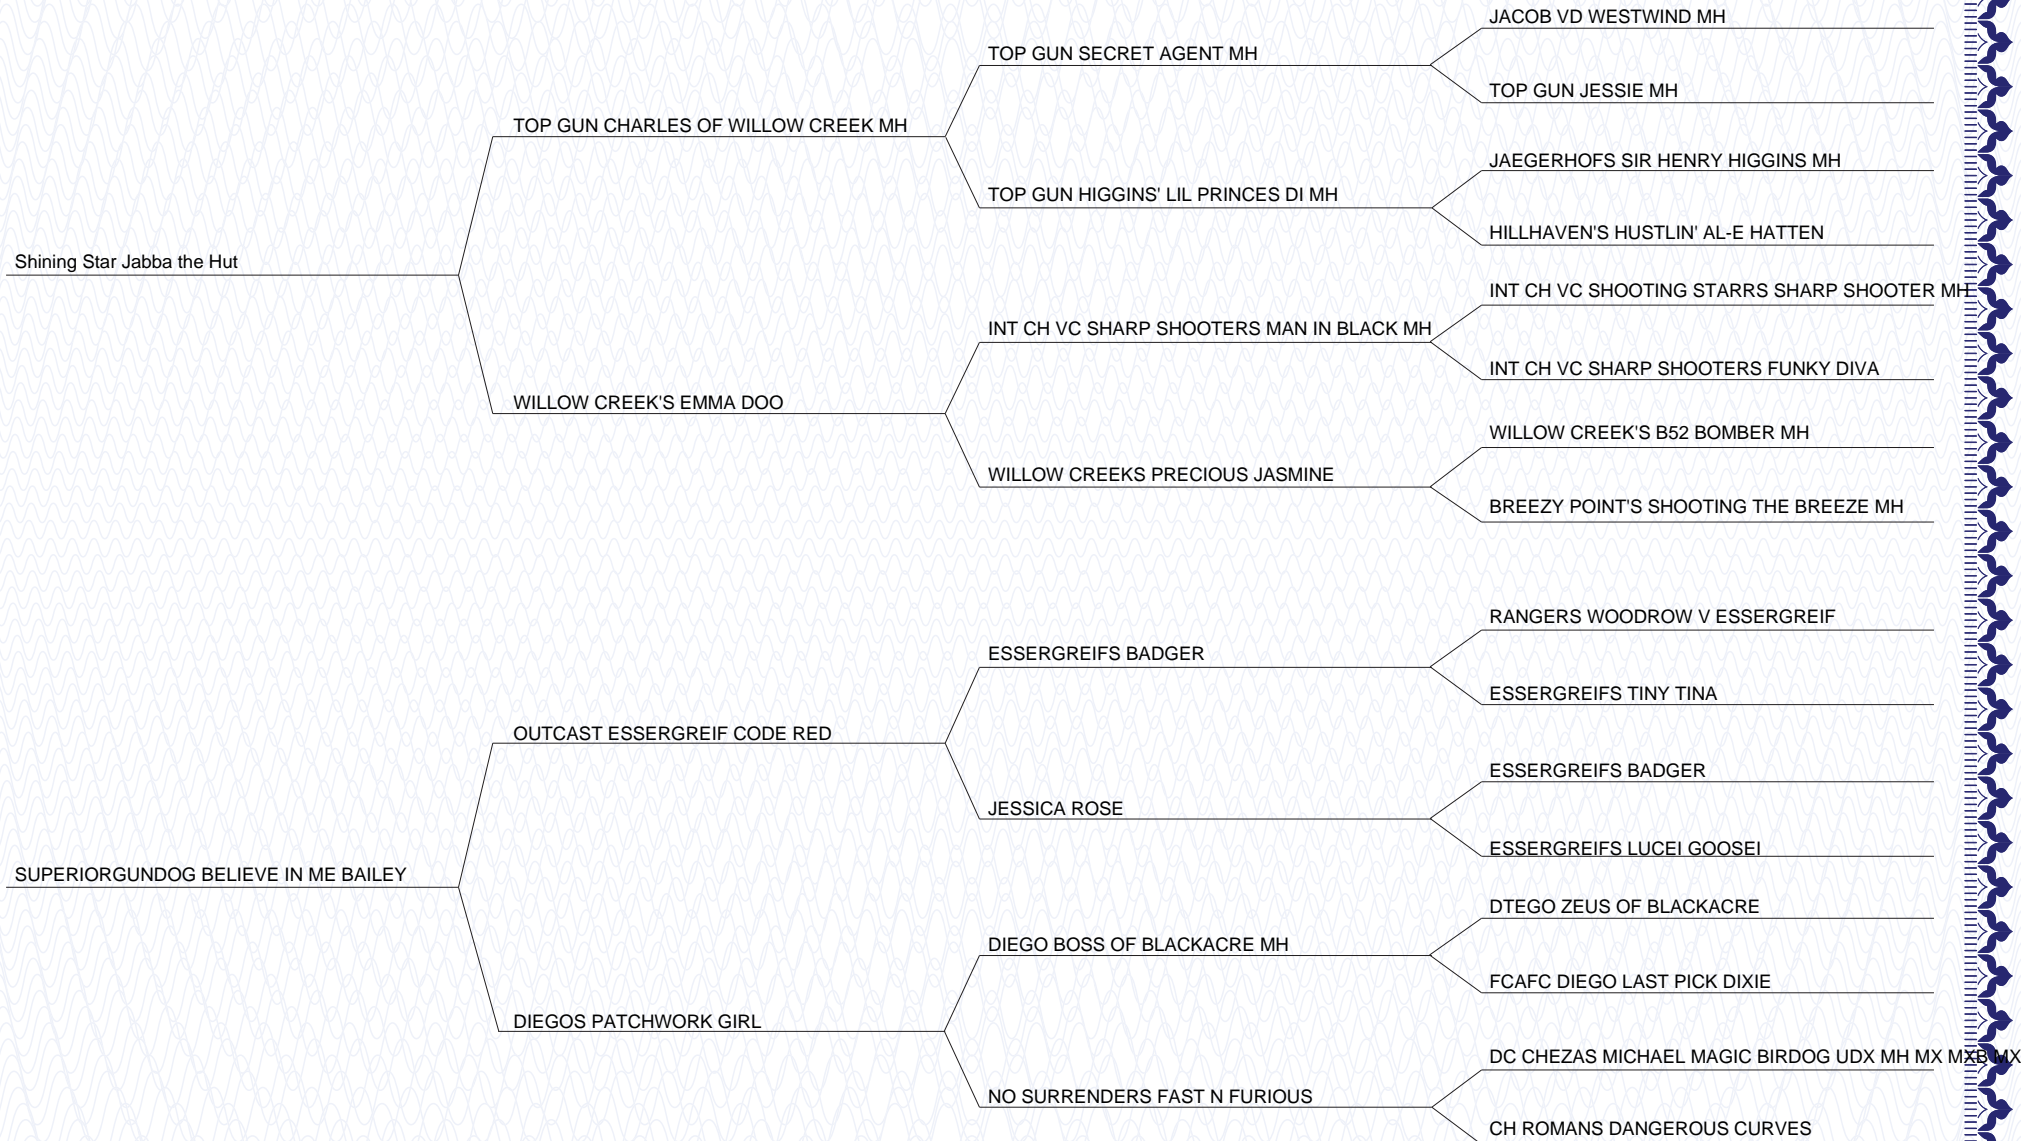 JACOB VD WESTWIND MH
TOP GUN SECRET AGENT MH
TOP GUN JESSIE MH
TOP GUN CHARLES OF WILLOW CREEK MH
JAEGERHOFS SIR HENRY HIGGINS MH
TOP GUN HIGGINS' LIL PRINCES DI MH
HILLHAVEN'S HUSTLIN' AL-E HATTEN
Shining Star Jabba the Hut
INT CH VC SHOOTING STARRS SHARP SHOOTER MH
INT CH VC SHARP SHOOTERS MAN IN BLACK MH
INT CH VC SHARP SHOOTERS FUNKY DIVA
WILLOW CREEK'S EMMA DOO
WILLOW CREEK'S B52 BOMBER MH
WILLOW CREEKS PRECIOUS JASMINE
BREEZY POINT'S SHOOTING THE BREEZE MH
RANGERS WOODROW V ESSERGREIF
ESSERGREIFS BADGER
ESSERGREIFS TINY TINA
OUTCAST ESSERGREIF CODE RED
ESSERGREIFS BADGER
JESSICA ROSE
ESSERGREIFS LUCEI GOOSEI
SUPERIORGUNDOG BELIEVE IN ME BAILEY
DTEGO ZEUS OF BLACKACRE
DIEGO BOSS OF BLACKACRE MH
FCAFC DIEGO LAST PICK DIXIE
DIEGOS PATCHWORK GIRL
DC CHEZAS MICHAEL MAGIC BIRDOG UDX MH MX MXB MX
NO SURRENDERS FAST N FURIOUS
CH ROMANS DANGEROUS CURVES